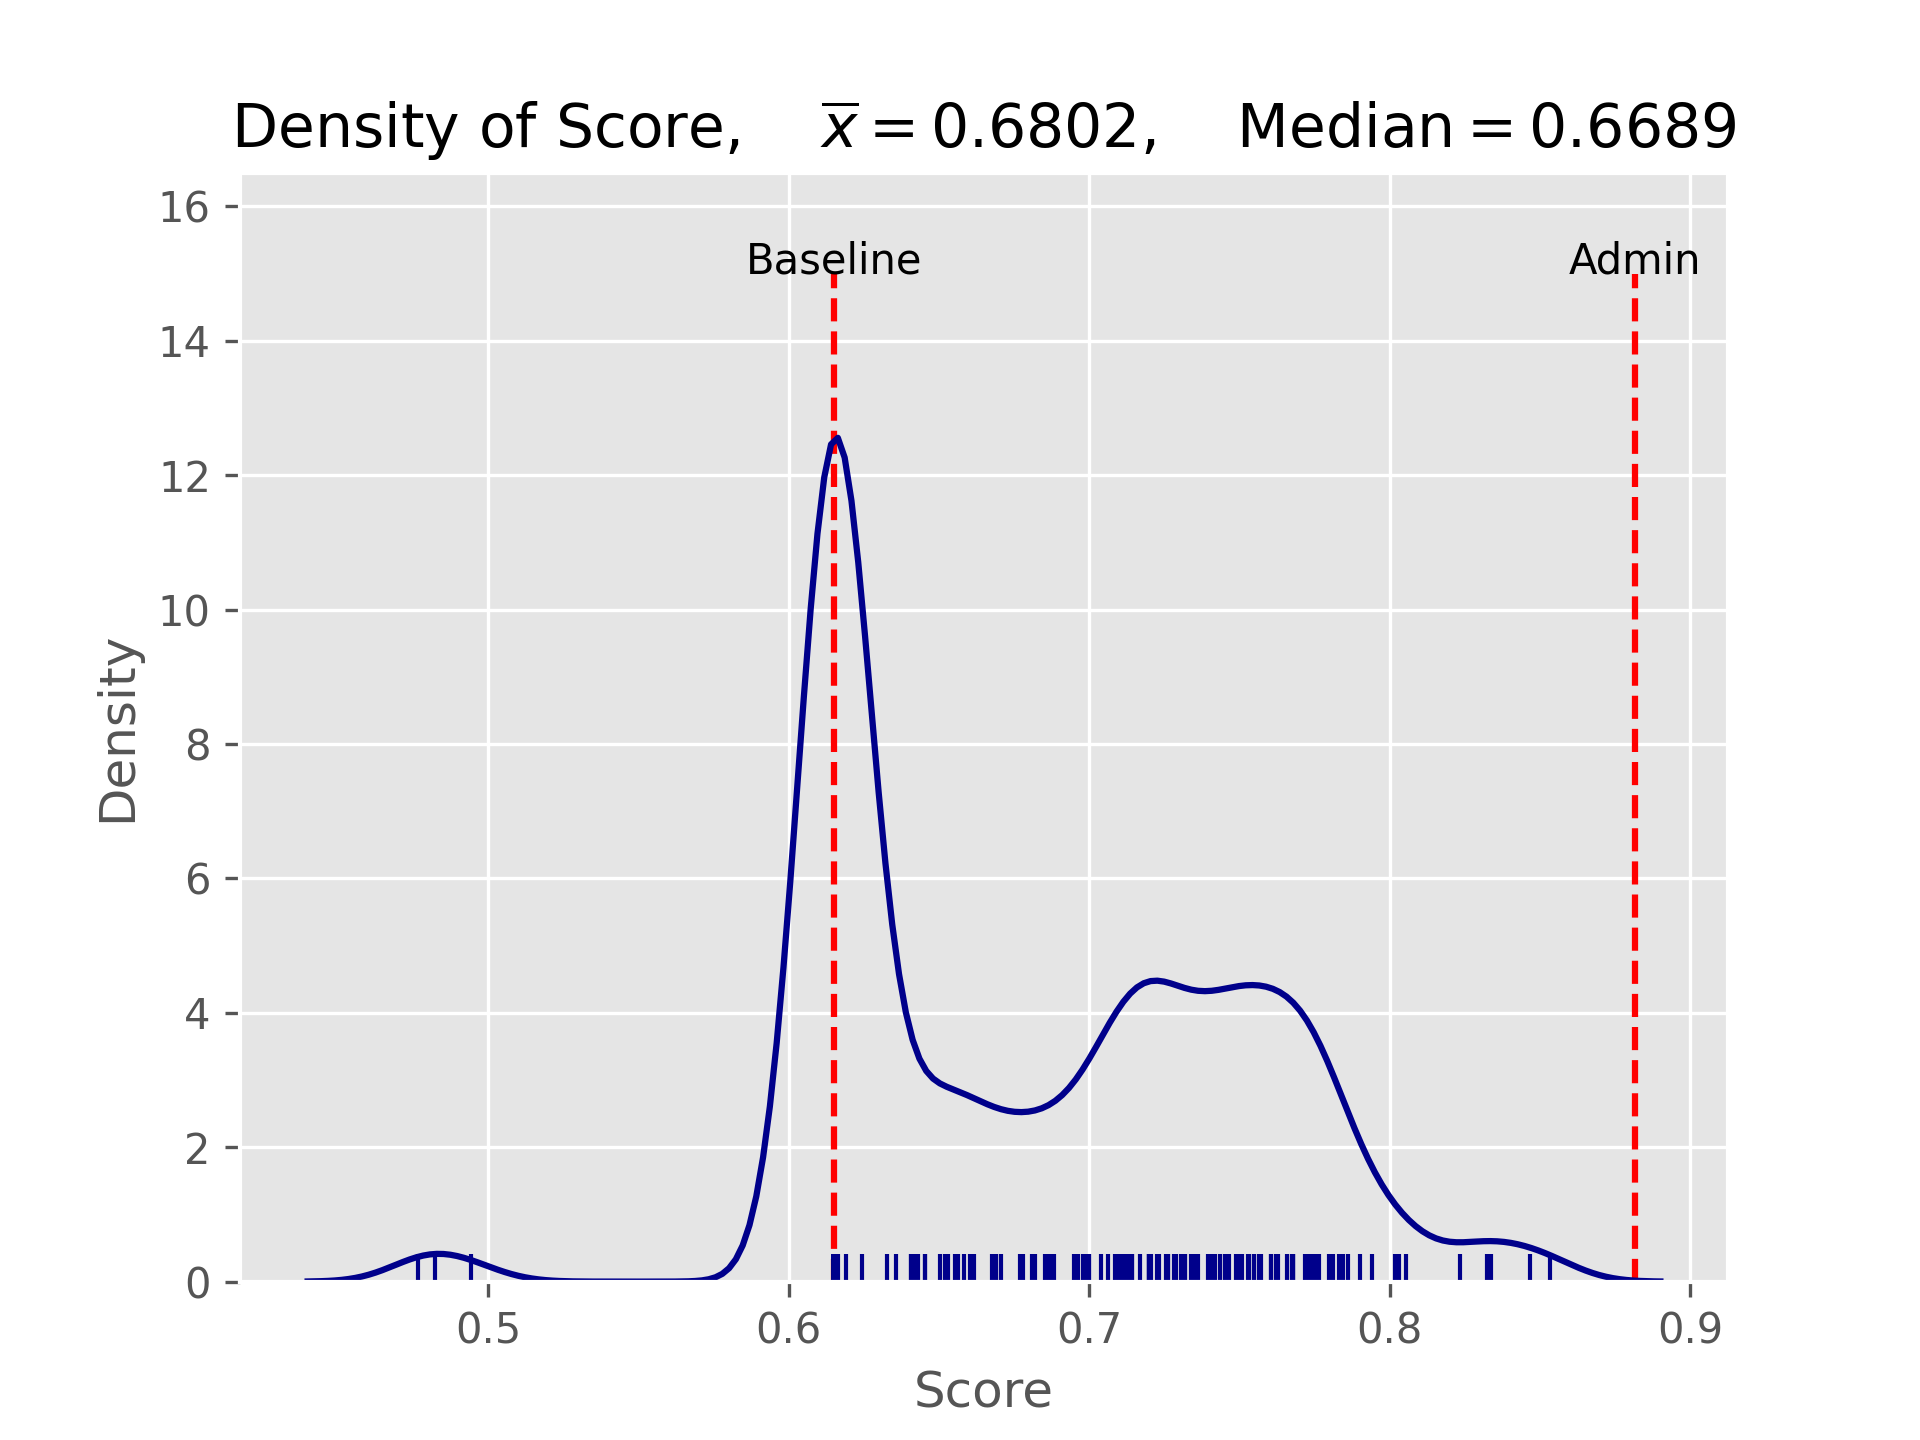 Density of Score, x̅ = 0.6802, Median = 0.6689
16
Baseline
Admin
14
12
10
8
6
4
2
0
Density
0.5 0.6 0.7 0.8 0.9
Score